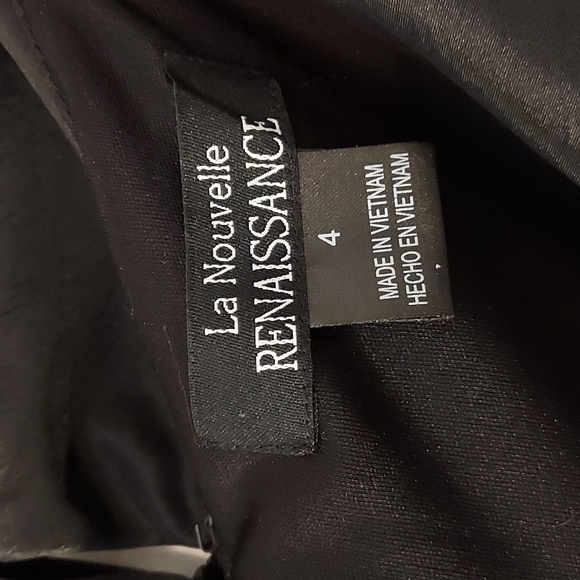 La Nouvelle
RENAISSANCE
4
MADE IN VIETNAM
HECHO EN VIETNAM